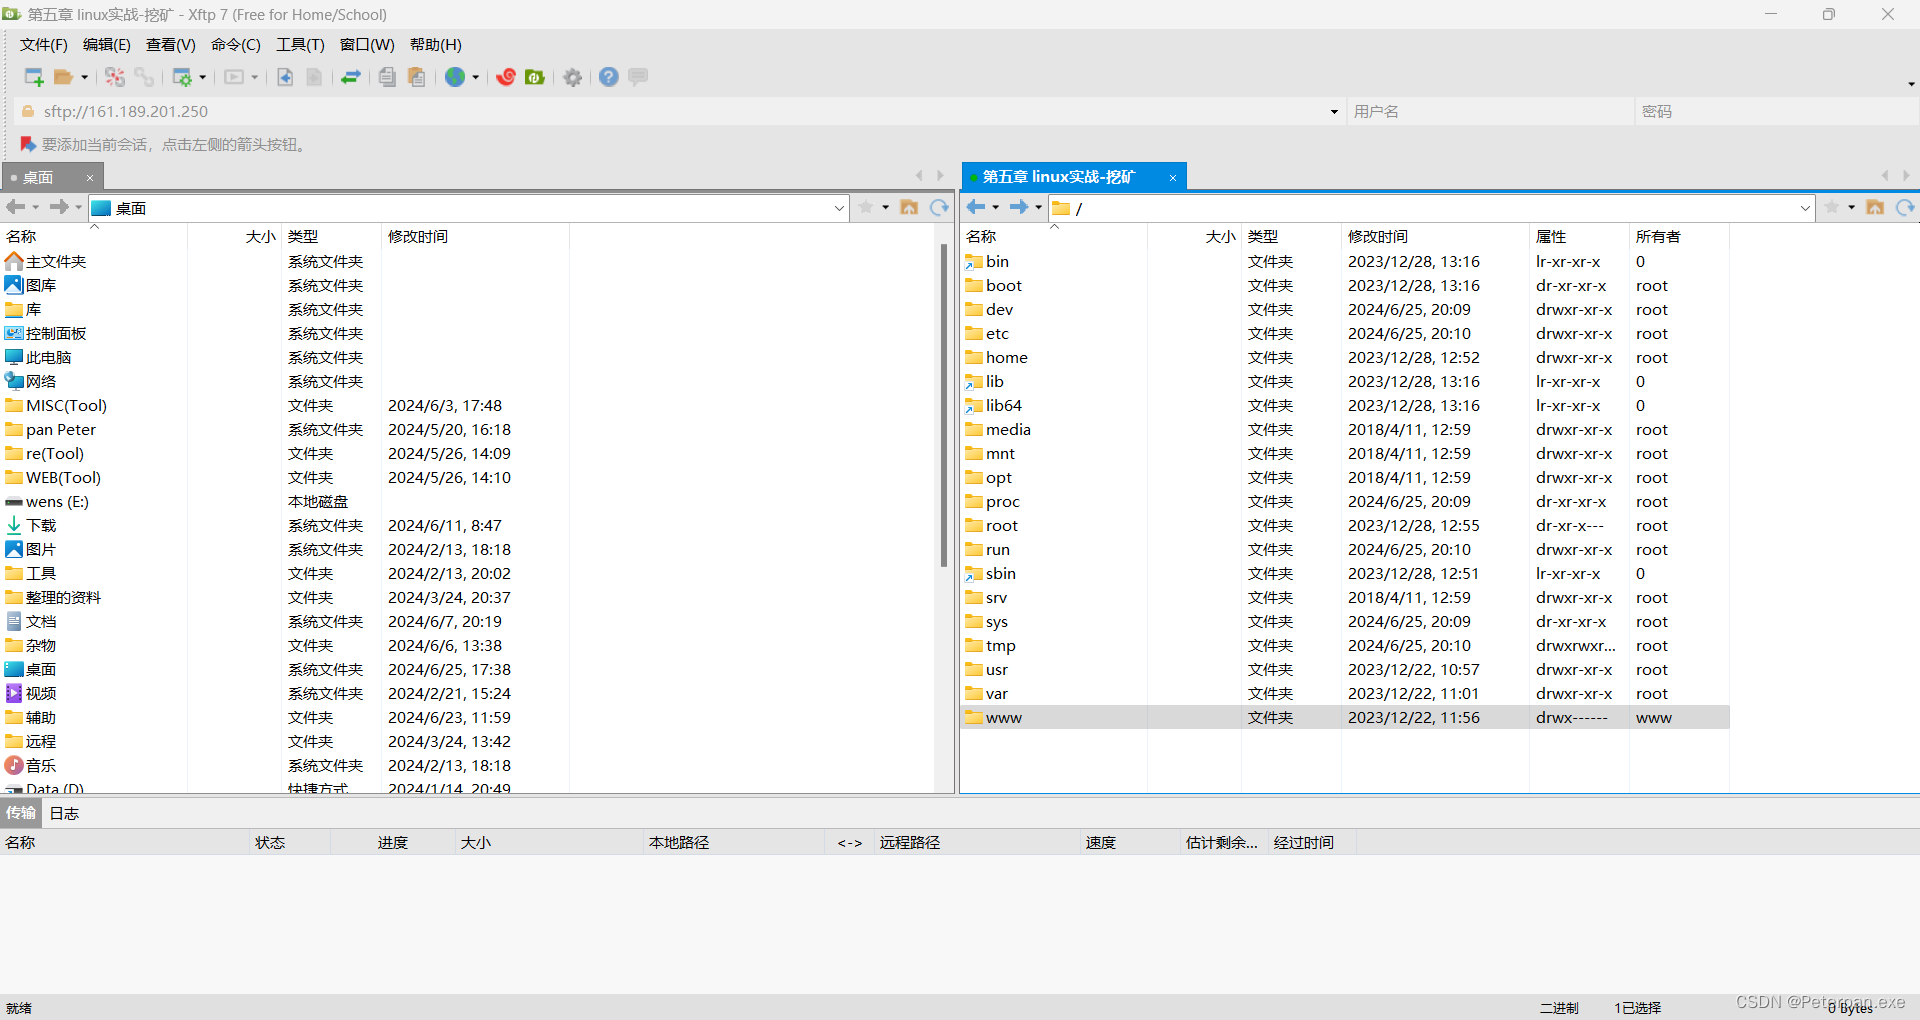 第五章 linux实战-挖矿 - Xftp 7 (Free for Home/School)
文件(F) 编辑(E) 查看(V) 命令(C) 工具(T) 窗口(W) 帮助(H)
sftp://161.189.201.250 用户名 密码
要添加当前会话，点击左侧的箭头按钮。
桌面 ×
桌面
名称 大小 类型 修改时间
主文件夹 系统文件夹
图库 系统文件夹
库 系统文件夹
控制面板 系统文件夹
此电脑 系统文件夹
网络 系统文件夹
MISC(Tool) 文件夹 2024/6/3, 17:48
pan Peter 系统文件夹 2024/5/20, 16:18
re(Tool) 文件夹 2024/5/26, 14:09
WEB(Tool) 文件夹 2024/5/26, 14:10
wens (E:) 本地磁盘
下载 系统文件夹 2024/6/11, 8:47
图片 系统文件夹 2024/2/13, 18:18
工具 文件夹 2024/2/13, 20:02
整理的资料 文件夹 2024/3/24, 20:37
文档 系统文件夹 2024/6/7, 20:19
杂物 文件夹 2024/6/6, 13:38
桌面 系统文件夹 2024/6/25, 17:38
视频 系统文件夹 2024/2/21, 15:24
辅助 文件夹 2024/6/23, 11:59
远程 文件夹 2024/3/24, 13:42
音乐 系统文件夹 2024/2/13, 18:18
Data (D) 快捷方式 2024/1/14, 20:49
第五章 linux实战-挖矿 ×
/
名称 大小 类型 修改时间 属性 所有者
bin 文件夹 2023/12/28, 13:16 lr-xr-xr-x 0
boot 文件夹 2023/12/28, 13:16 dr-xr-xr-x root
dev 文件夹 2024/6/25, 20:09 drwxr-xr-x root
etc 文件夹 2024/6/25, 20:10 drwxr-xr-x root
home 文件夹 2023/12/28, 12:52 drwxr-xr-x root
lib 文件夹 2023/12/28, 13:16 lr-xr-xr-x 0
lib64 文件夹 2023/12/28, 13:16 lr-xr-xr-x 0
media 文件夹 2018/4/11, 12:59 drwxr-xr-x root
mnt 文件夹 2018/4/11, 12:59 drwxr-xr-x root
opt 文件夹 2018/4/11, 12:59 drwxr-xr-x root
proc 文件夹 2024/6/25, 20:09 dr-xr-xr-x root
root 文件夹 2023/12/28, 12:55 dr-xr-x--- root
run 文件夹 2024/6/25, 20:10 drwxr-xr-x root
sbin 文件夹 2023/12/28, 12:51 lr-xr-xr-x 0
srv 文件夹 2018/4/11, 12:59 drwxr-xr-x root
sys 文件夹 2024/6/25, 20:09 dr-xr-xr-x root
tmp 文件夹 2024/6/25, 20:10 drwxrwxr... root
usr 文件夹 2023/12/22, 10:57 drwxr-xr-x root
var 文件夹 2023/12/22, 11:01 drwxr-xr-x root
www 文件夹 2023/12/22, 11:56 drwx------ www
传输 日志
名称 状态 进度 大小 本地路径 <-> 远程路径 速度 估计剩余... 经过时间
就绪 二进制 1已选择 0 Bytes
CSDN @Peterpan.exe